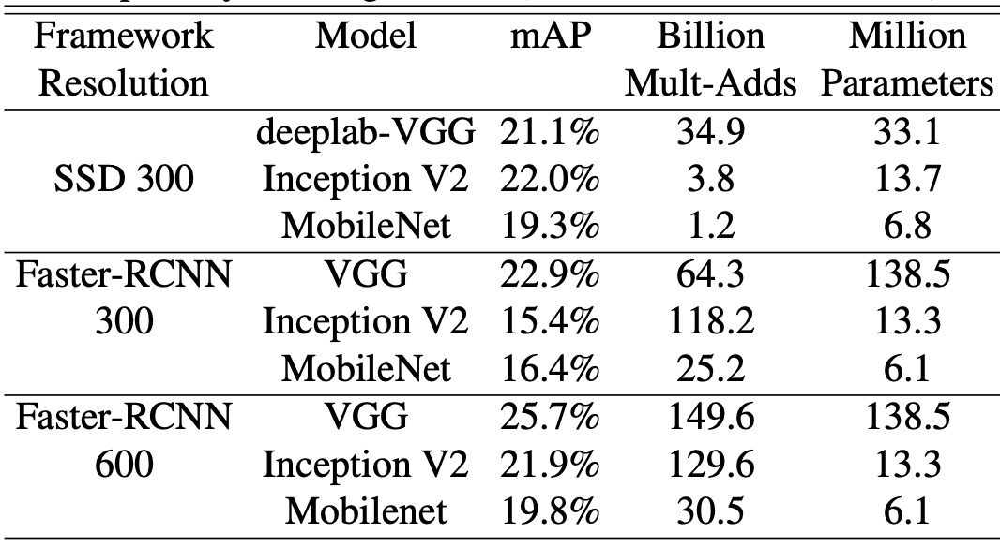 Framework Model mAP Billion Million
Resolution Mult-Adds Parameters
deeplab-VGG 21.1% 34.9 33.1
SSD 300 Inception V2 22.0% 3.8 13.7
MobileNet 19.3% 1.2 6.8
Faster-RCNN VGG 22.9% 64.3 138.5
300 Inception V2 15.4% 118.2 13.3
MobileNet 16.4% 25.2 6.1
Faster-RCNN VGG 25.7% 149.6 138.5
600 Inception V2 21.9% 129.6 13.3
Mobilenet 19.8% 30.5 6.1